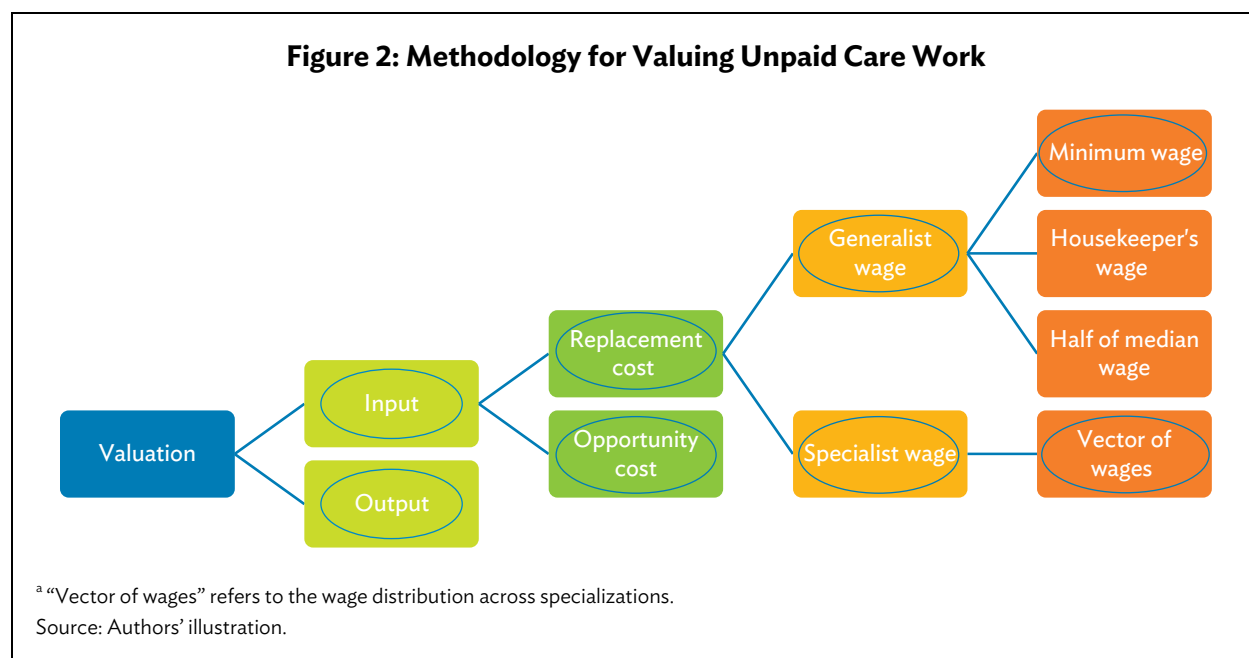 Figure 2: Methodology for Valuing Unpaid Care Work
Valuation
Input
Output
Replacement
cost
Opportunity
cost
Generalist
wage
Specialist wage
Minimum wage
Housekeeper's
wage
Half of median
wage
Vector of
wages
a "Vector of wages" refers to the wage distribution across specializations.
Source: Authors' illustration.